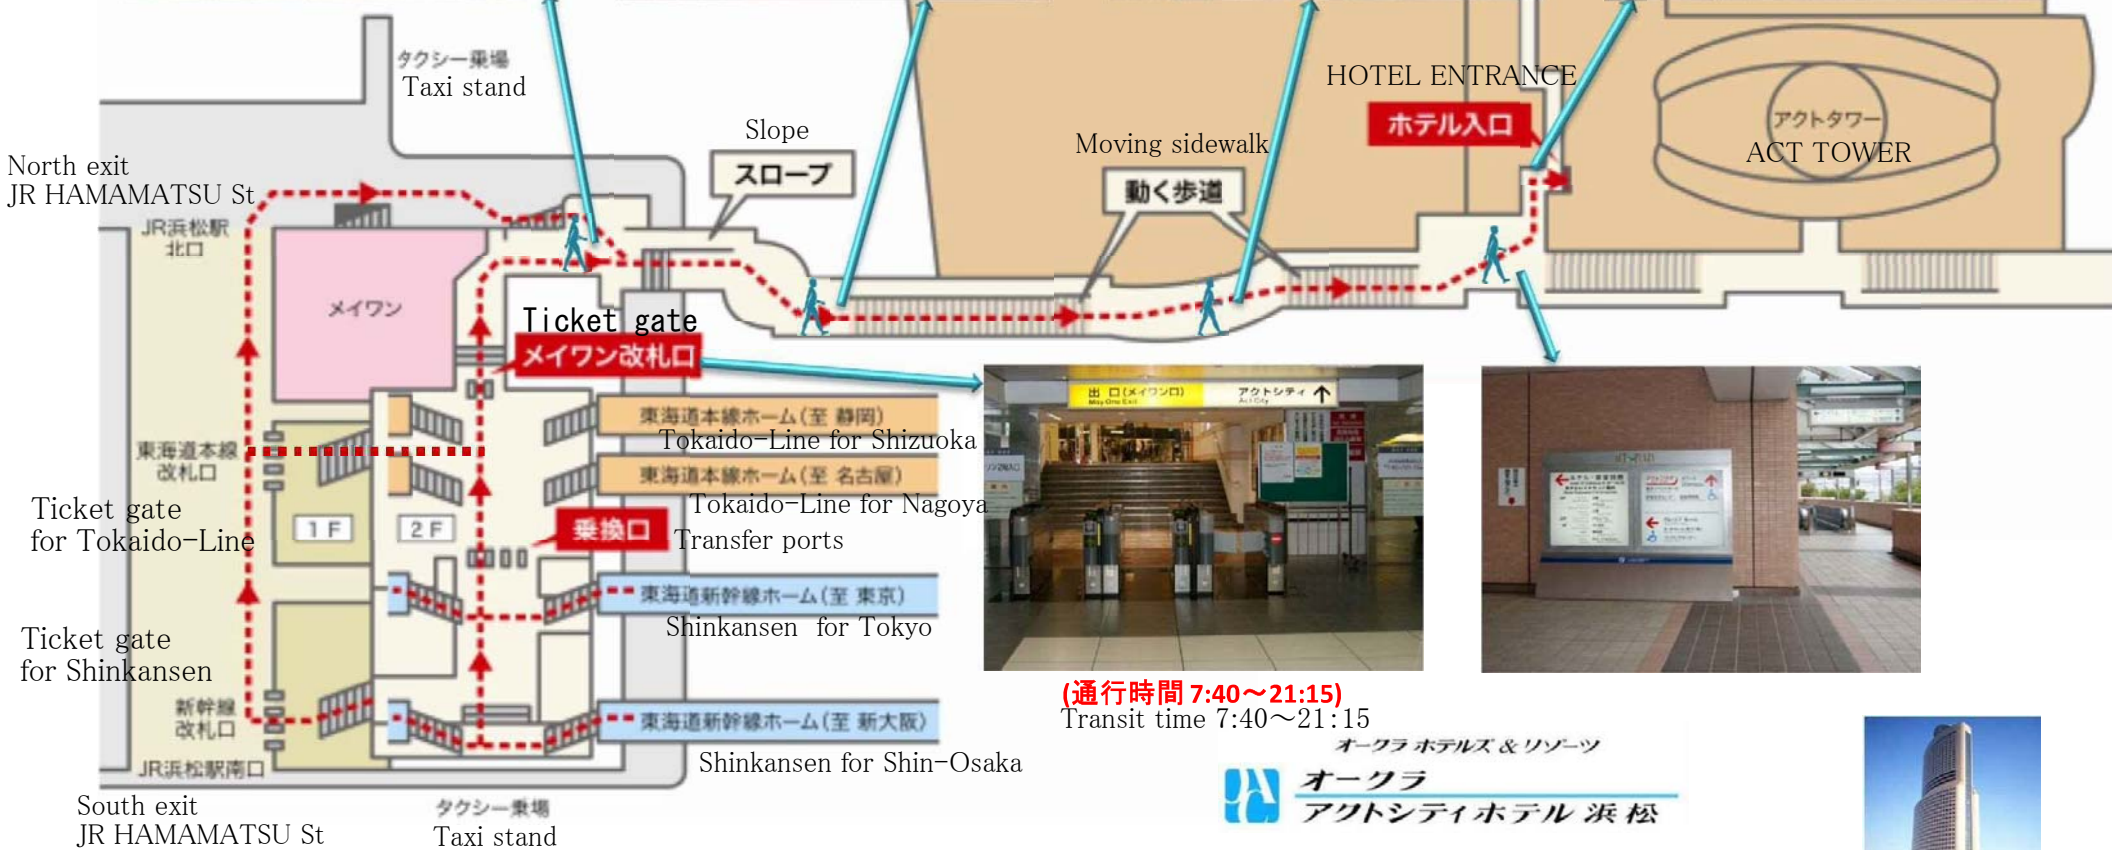 タクシー乗場
Taxi stand
HOTEL ENTRANCE
ホテル入口
アクトタワー
ACT TOWER
Slope
スロープ
Moving sidewalk
動く歩道
North exit
JR HAMAMATSU St
JR浜松駅
北口
メイワン
Ticket gate
メイワン改札口
東海道本線ホーム(至 静岡)
Tokaido-Line for Shizuoka
東海道本線
改札口
東海道本線ホーム(至 名古屋)
Tokaido-Line for Nagoya
Ticket gate
for Tokaido-Line
1F
2F
乗換口
Transfer ports
東海道新幹線ホーム(至 東京)
Shinkansen for Tokyo
Ticket gate
for Shinkansen
新幹線
改札口
東海道新幹線ホーム(至 新大阪)
Shinkansen for Shin-Osaka
JR浜松駅南口
South exit
JR HAMAMATSU St
タクシー乗場
Taxi stand
出 口(メイワン口)
May One Exit
アクトシティ
Act City
(通行時間 7:40～21:15)
Transit time 7:40～21:15
オークラ ホテルズ & リゾーツ
オークラ
アクトシティホテル 浜松